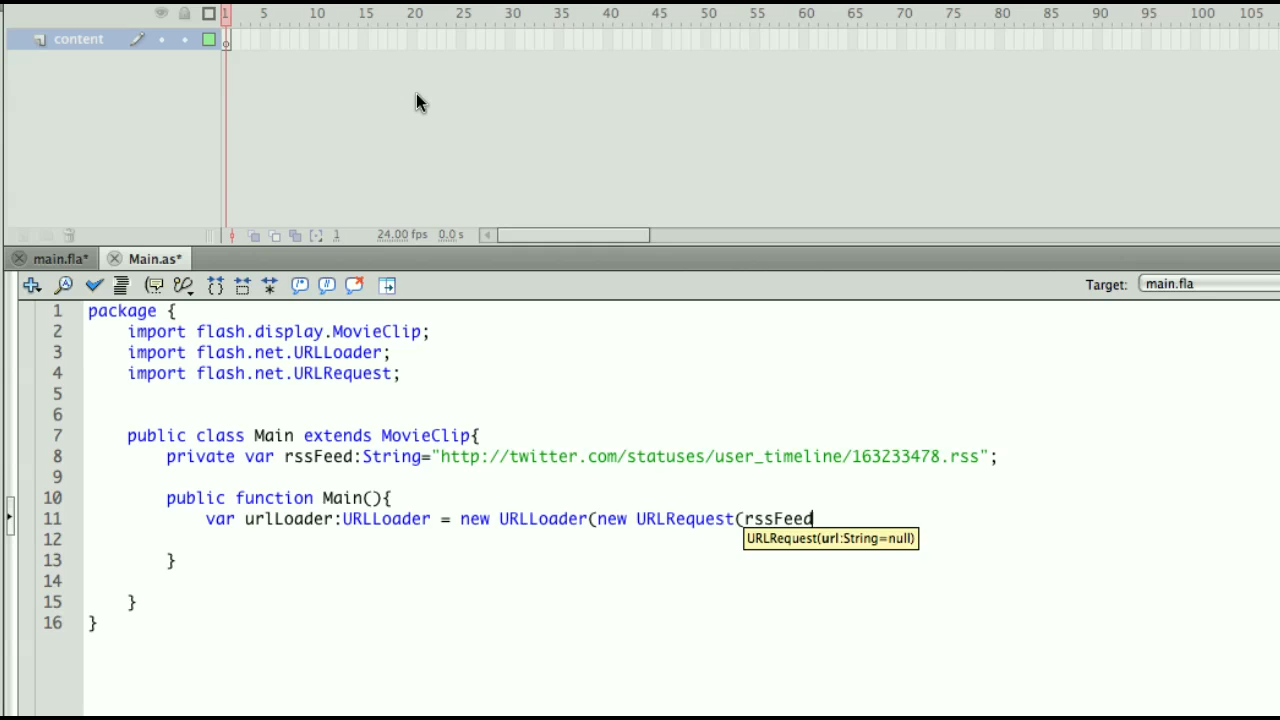 1 5 10 15 20 25 30 35 40 45 50 55 60 65 70 75 80 85 90 95 100 105
content
1 24.00 fps 0.0 s
main.fla* Main.as*
Target: main.fla
1 package {
2 import flash.display.MovieClip;
3 import flash.net.URLLoader;
4 import flash.net.URLRequest;
5
6
7 public class Main extends MovieClip{
8 private var rssFeed:String="http://twitter.com/statuses/user_timeline/163233478.rss";
9
10 public function Main(){
11 var urlLoader:URLLoader = new URLLoader(new URLRequest(rssFeed
URLRequest(url:String=null)
12
13 }
14
15 }
16 }